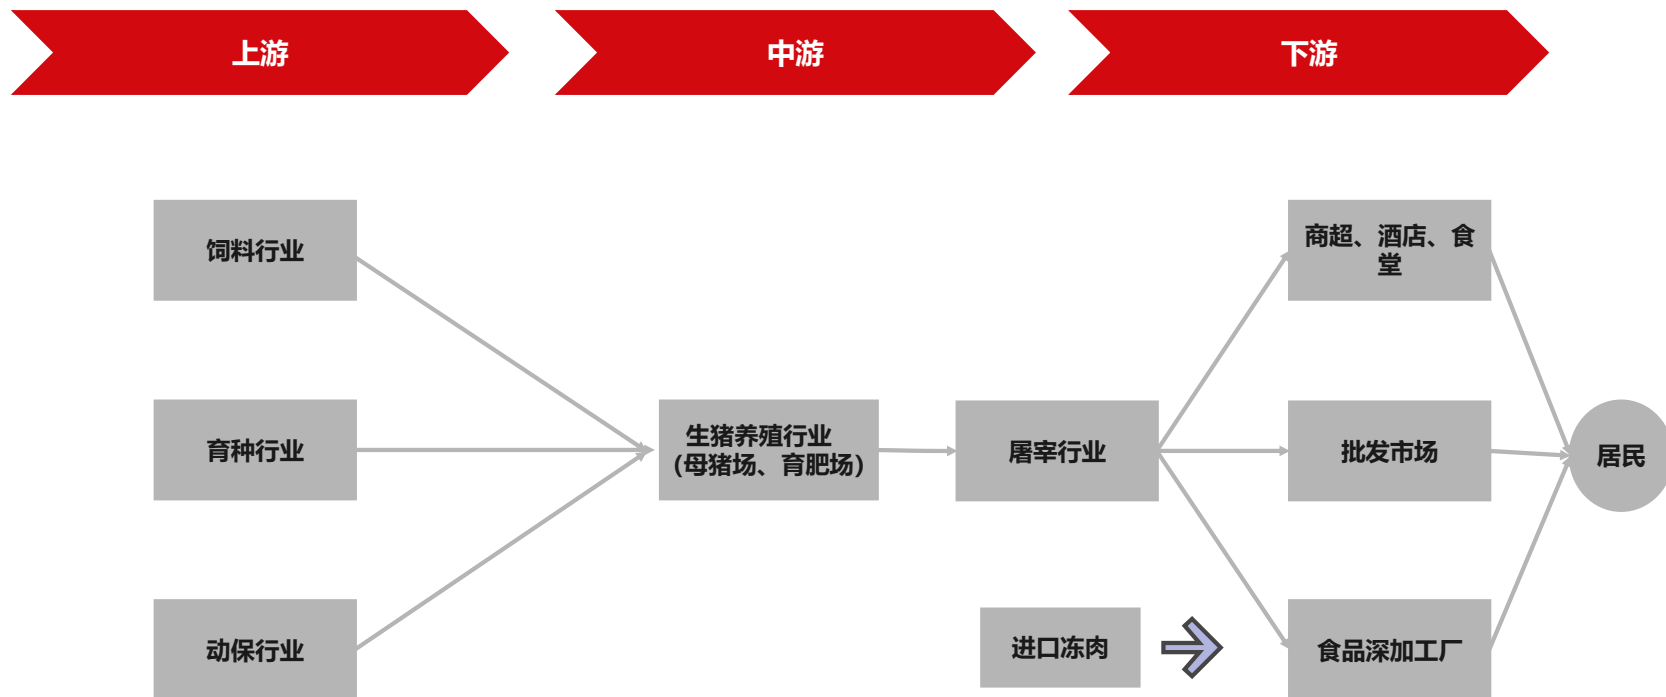 上游
中游
下游
饲料行业
商超、酒店、食
堂
育种行业
生猪养殖行业
（母猪场、育肥场）
屠宰行业
批发市场
居民
动保行业
进口冻肉
食品深加工厂